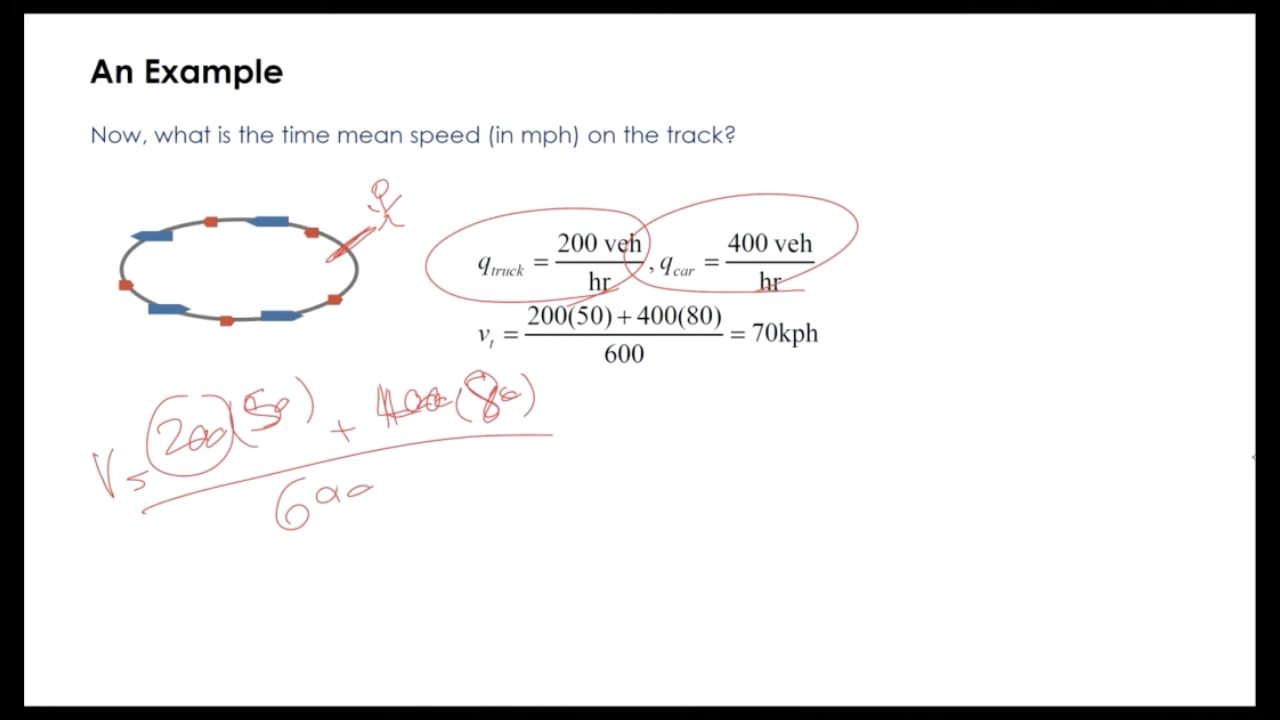 An Example
Now, what is the time mean speed (in mph) on the track?
q_truck = 200 veh / hr , q_car = 400 veh / hr
v_t = 200(50) + 400(80) / 600 = 70kph
V = (200)(50) + 400 (80) / 600